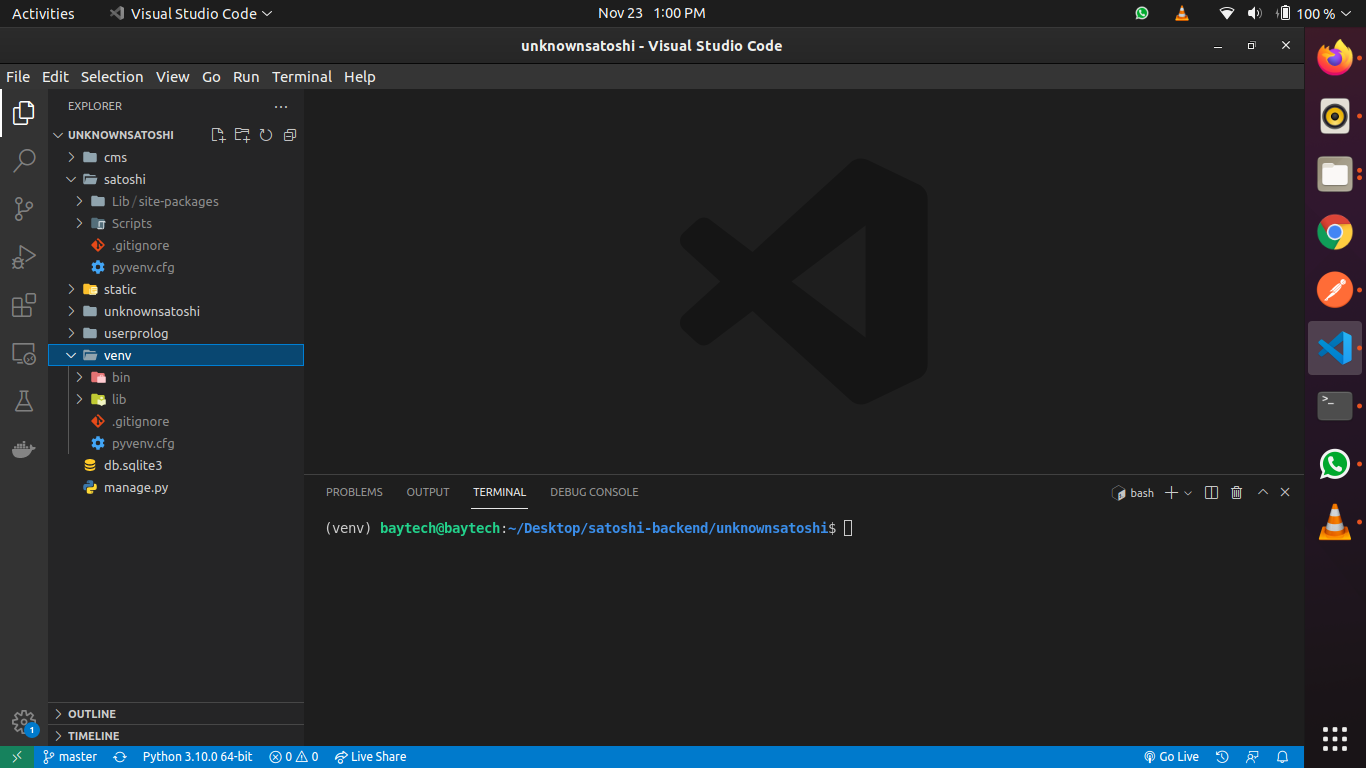 Activities Visual Studio Code Nov 23 1:00 PM 100 %
unknownsatoshi - Visual Studio Code
File Edit Selection View Go Run Terminal Help
EXPLORER
UNKNOWNSATOSHI
cms
satoshi
Lib / site-packages
Scripts
.gitignore
pyvenv.cfg
static
unknownsatoshi
userprolog
venv
bin
lib
.gitignore
pyvenv.cfg
db.sqlite3
manage.py
PROBLEMS OUTPUT TERMINAL DEBUG CONSOLE bash
(venv) baytech@baytech:~/Desktop/satoshi-backend/unknownsatoshi$
OUTLINE
1
TIMELINE
master Python 3.10.0 64-bit 0 0 Live Share Go Live